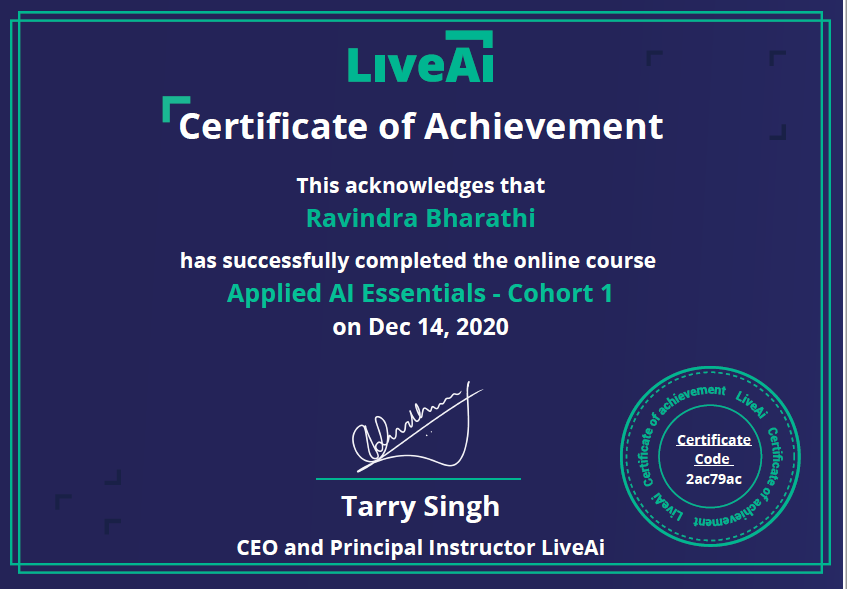 LiveAi
Certificate of Achievement
This acknowledges that
Ravindra Bharathi
has successfully completed the online course
Applied AI Essentials - Cohort 1
on Dec 14, 2020
Tarry Singh
CEO and Principal Instructor LiveAi
Certificate of achievement LiveAi Certificate of achievement LiveAi
Certificate
Code
2ac79ac